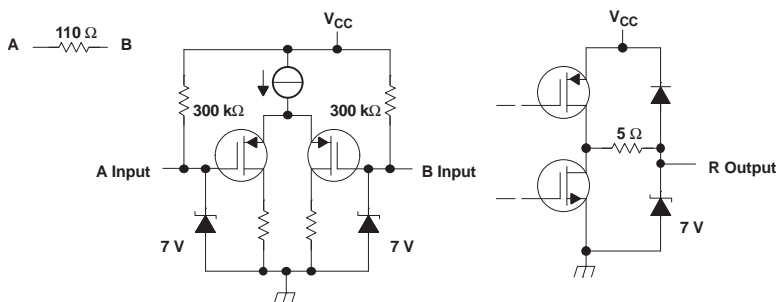 110 Ω
A B
VCC
300 kΩ 300 kΩ
A Input B Input
7 V 7 V
VCC
5 Ω
R Output
7 V